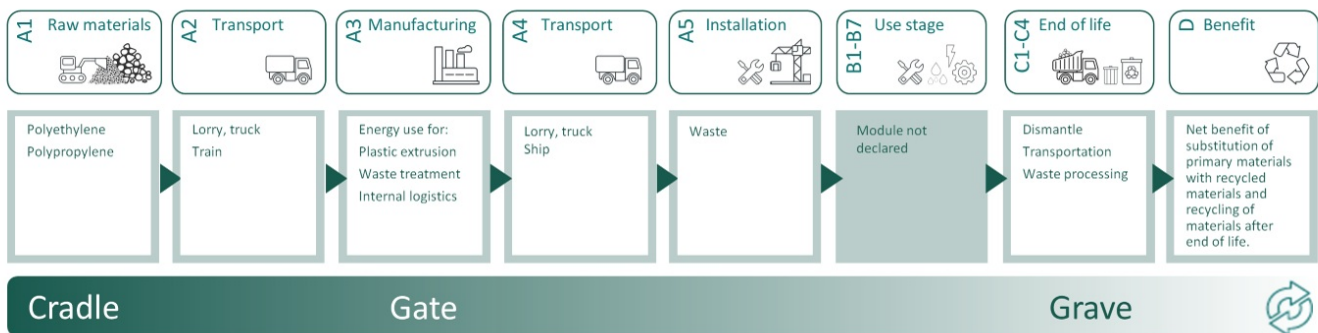 A1 Raw materials
A2 Transport
A3 Manufacturing
A4 Transport
A5 Installation
B1-B7 Use stage
C1-C4 End of life
D Benefit
Polyethylene
Polypropylene
Lorry, truck
Train
Energy use for:
Plastic extrusion
Waste treatment
Internal logistics
Lorry, truck
Ship
Waste
Module not
declared
Dismantle
Transportation
Waste processing
Net benefit of
substitution of
primary materials
with recycled
materials and
recycling of
materials after
end of life.
Cradle
Gate
Grave